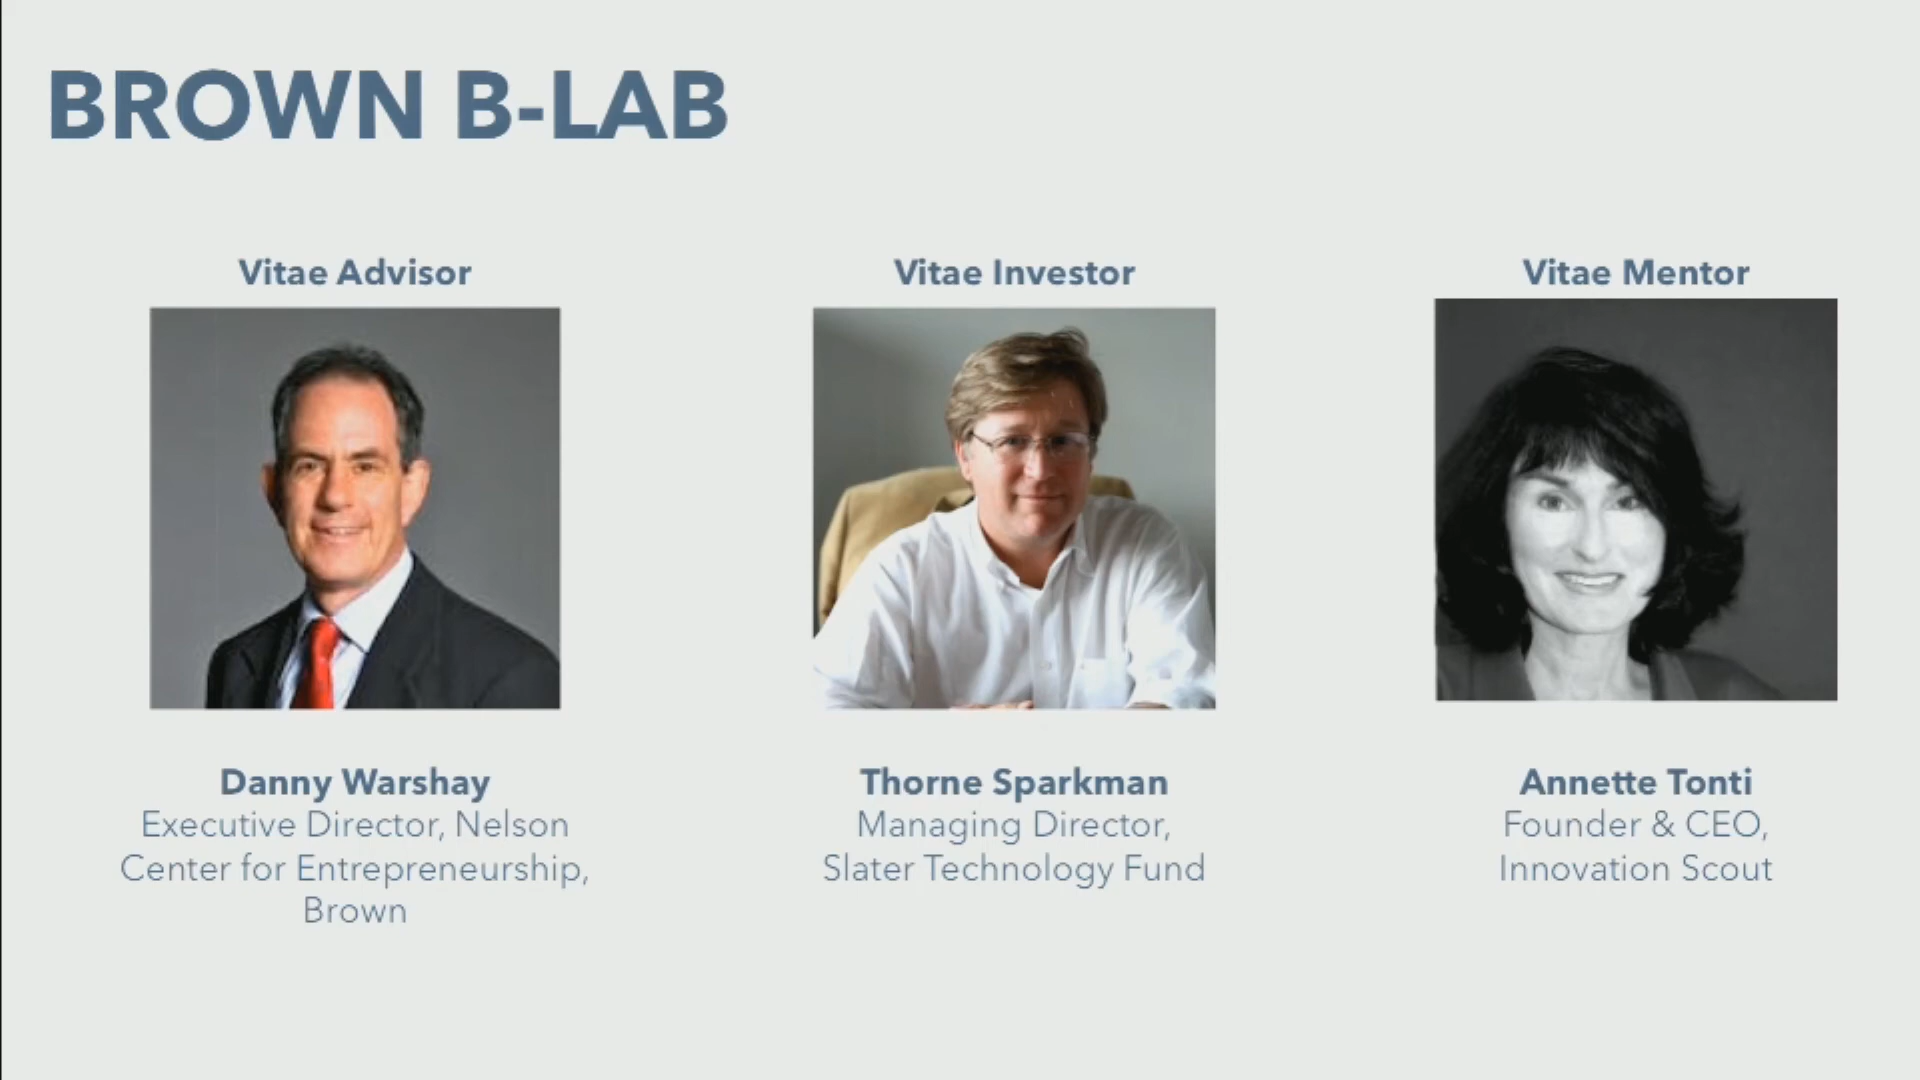 BROWN B-LAB
Vitae Advisor
Vitae Investor
Vitae Mentor
Danny Warshay
Executive Director, Nelson
Center for Entrepreneurship,
Brown
Thorne Sparkman
Managing Director,
Slater Technology Fund
Annette Tonti
Founder & CEO,
Innovation Scout